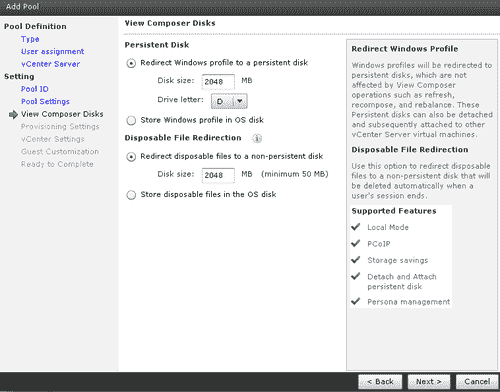 Add Pool
Pool Definition
Type
User assignment
vCenter Server
Setting
Pool ID
Pool Settings
View Composer Disks
Provisioning Settings
vCenter Settings
Guest Customization
Ready to Complete
View Composer Disks
Persistent Disk
Redirect Windows profile to a persistent disk
Disk size: 2048 MB
Drive letter: D
Store Windows profile in OS disk
Disposable File Redirection
Redirect disposable files to a non-persistent disk
Disk size: 2048 MB (minimum 50 MB)
Store disposable files in the OS disk
Redirect Windows Profile
Windows profiles will be redirected to
persistent disks, which are not
affected by View Composer
operations such as refresh,
recompose, and rebalance. These
Persistent disks can also be detached
and subsequently attached to other
vCenter Server virtual machines.
Disposable File Redirection
Use this option to redirect disposable
files to a non-persistent disk that will
be deleted automatically when a
user's session ends.
Supported Features
Local Mode
PCoIP
Storage savings
Detach and Attach
persistent disk
Persona management
< Back
Next >
Cancel